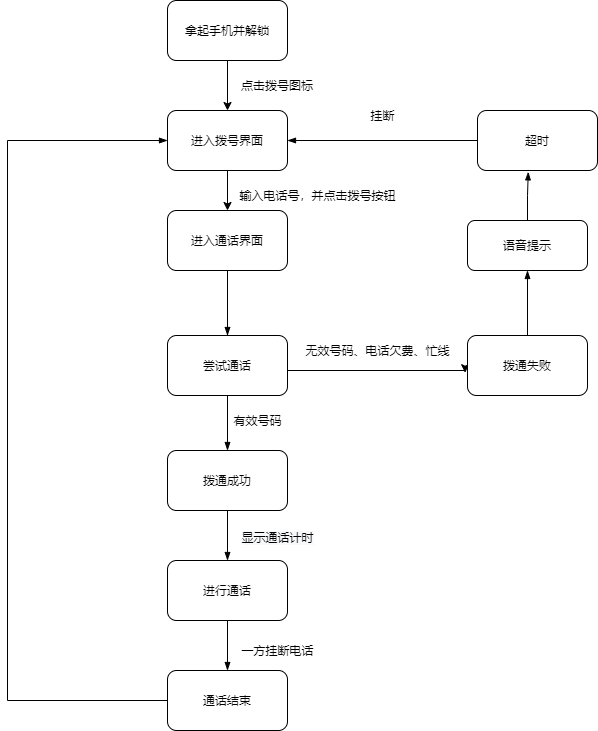 拿起手机并解锁
点击拨号图标
挂断
进入拨号界面
超时
输入电话号，并点击拨号按钮
进入通话界面
语音提示
无效号码、电话欠费、忙线
尝试通话
拨通失败
有效号码
拨通成功
显示通话计时
进行通话
一方挂断电话
通话结束